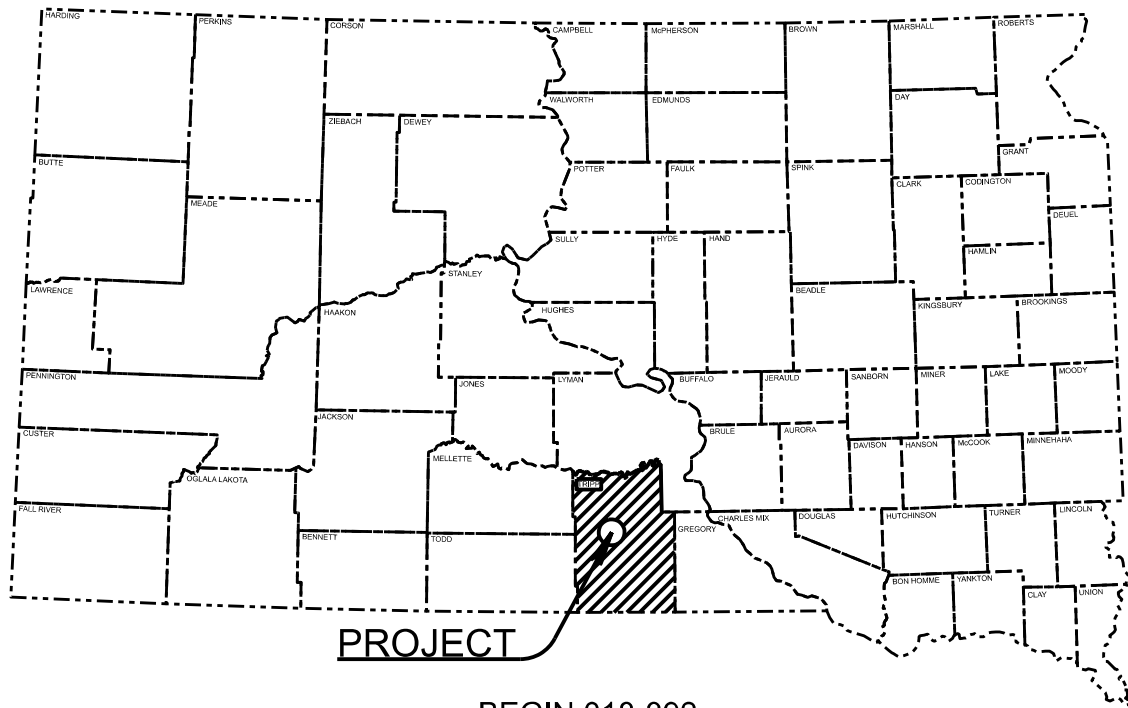 HARDING
PERKINS
CORSON
CAMPBELL
McPHERSON
BROWN
MARSHALL
ROBERTS
WALWORTH
EDMUNDS
DAY
ZIEBACH
DEWEY
GRANT
BUTTE
POTTER
FAULK
SPINK
CLARK
CODINGTON
MEADE
DEUEL
SULLY
HYDE
HAND
HAMLIN
STANLEY
LAWRENCE
BEADLE
HAAKON
HUGHES
KINGSBURY
BROOKINGS
PENNINGTON
JONES
LYMAN
BUFFALO
JERAULD
SANBORN
MINER
LAKE
MOODY
JACKSON
CUSTER
BRULE
AURORA
DAVISON
HANSON
McCOOK
MINNEHAHA
MELLETTE
OGLALA LAKOTA
TRIPP
FALL RIVER
BENNETT
TODD
GREGORY
CHARLES MIX
DOUGLAS
HUTCHINSON
TURNER
LINCOLN
BON HOMME
YANKTON
CLAY
UNION
PROJECT